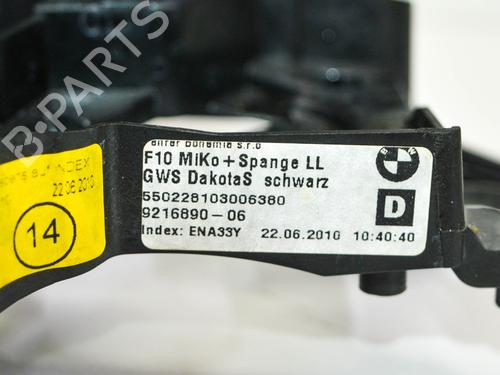 B-PARTS
INDEX
22.06.2010
14
F10 MiKo+Spange LL
GWS DakotaS schwarz
550228103006380
9216890-06
Index: ENA33Y 22.06.2010 10:40:40
D